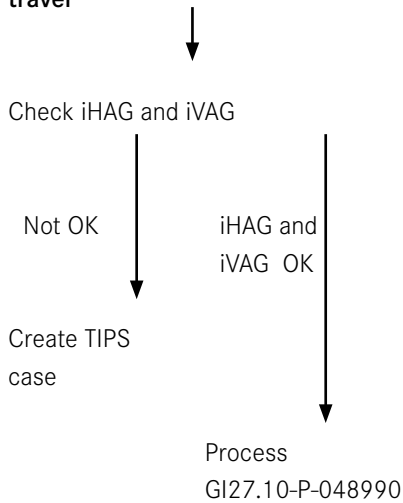 travel
Check iHAG and iVAG
Not OK
iHAG and
iVAG OK
Create TIPS
case
Process
GI27.10-P-048990